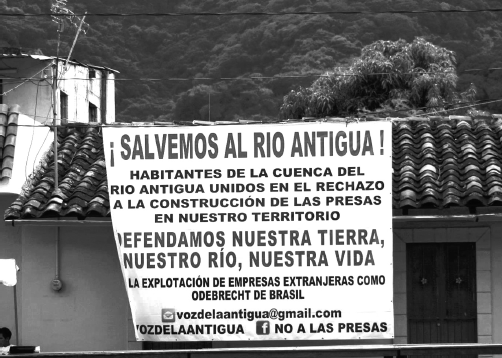 ¡ SALVEMOS AL RIO ANTIGUA !
HABITANTES DE LA CUENCA DEL
RIO ANTIGUA UNIDOS EN EL RECHAZO
A LA CONSTRUCCIÓN DE LAS PRESAS
EN NUESTRO TERRITORIO
DEFENDAMOS NUESTRA TIERRA,
NUESTRO RÍO, NUESTRA VIDA
LA EXPLOTACIÓN DE EMPRESAS EXTRANJERAS COMO
ODEBRECHT DE BRASIL
vozdelaantigua@gmail.com
VOZDELAANTIGUA f NO A LAS PRESAS